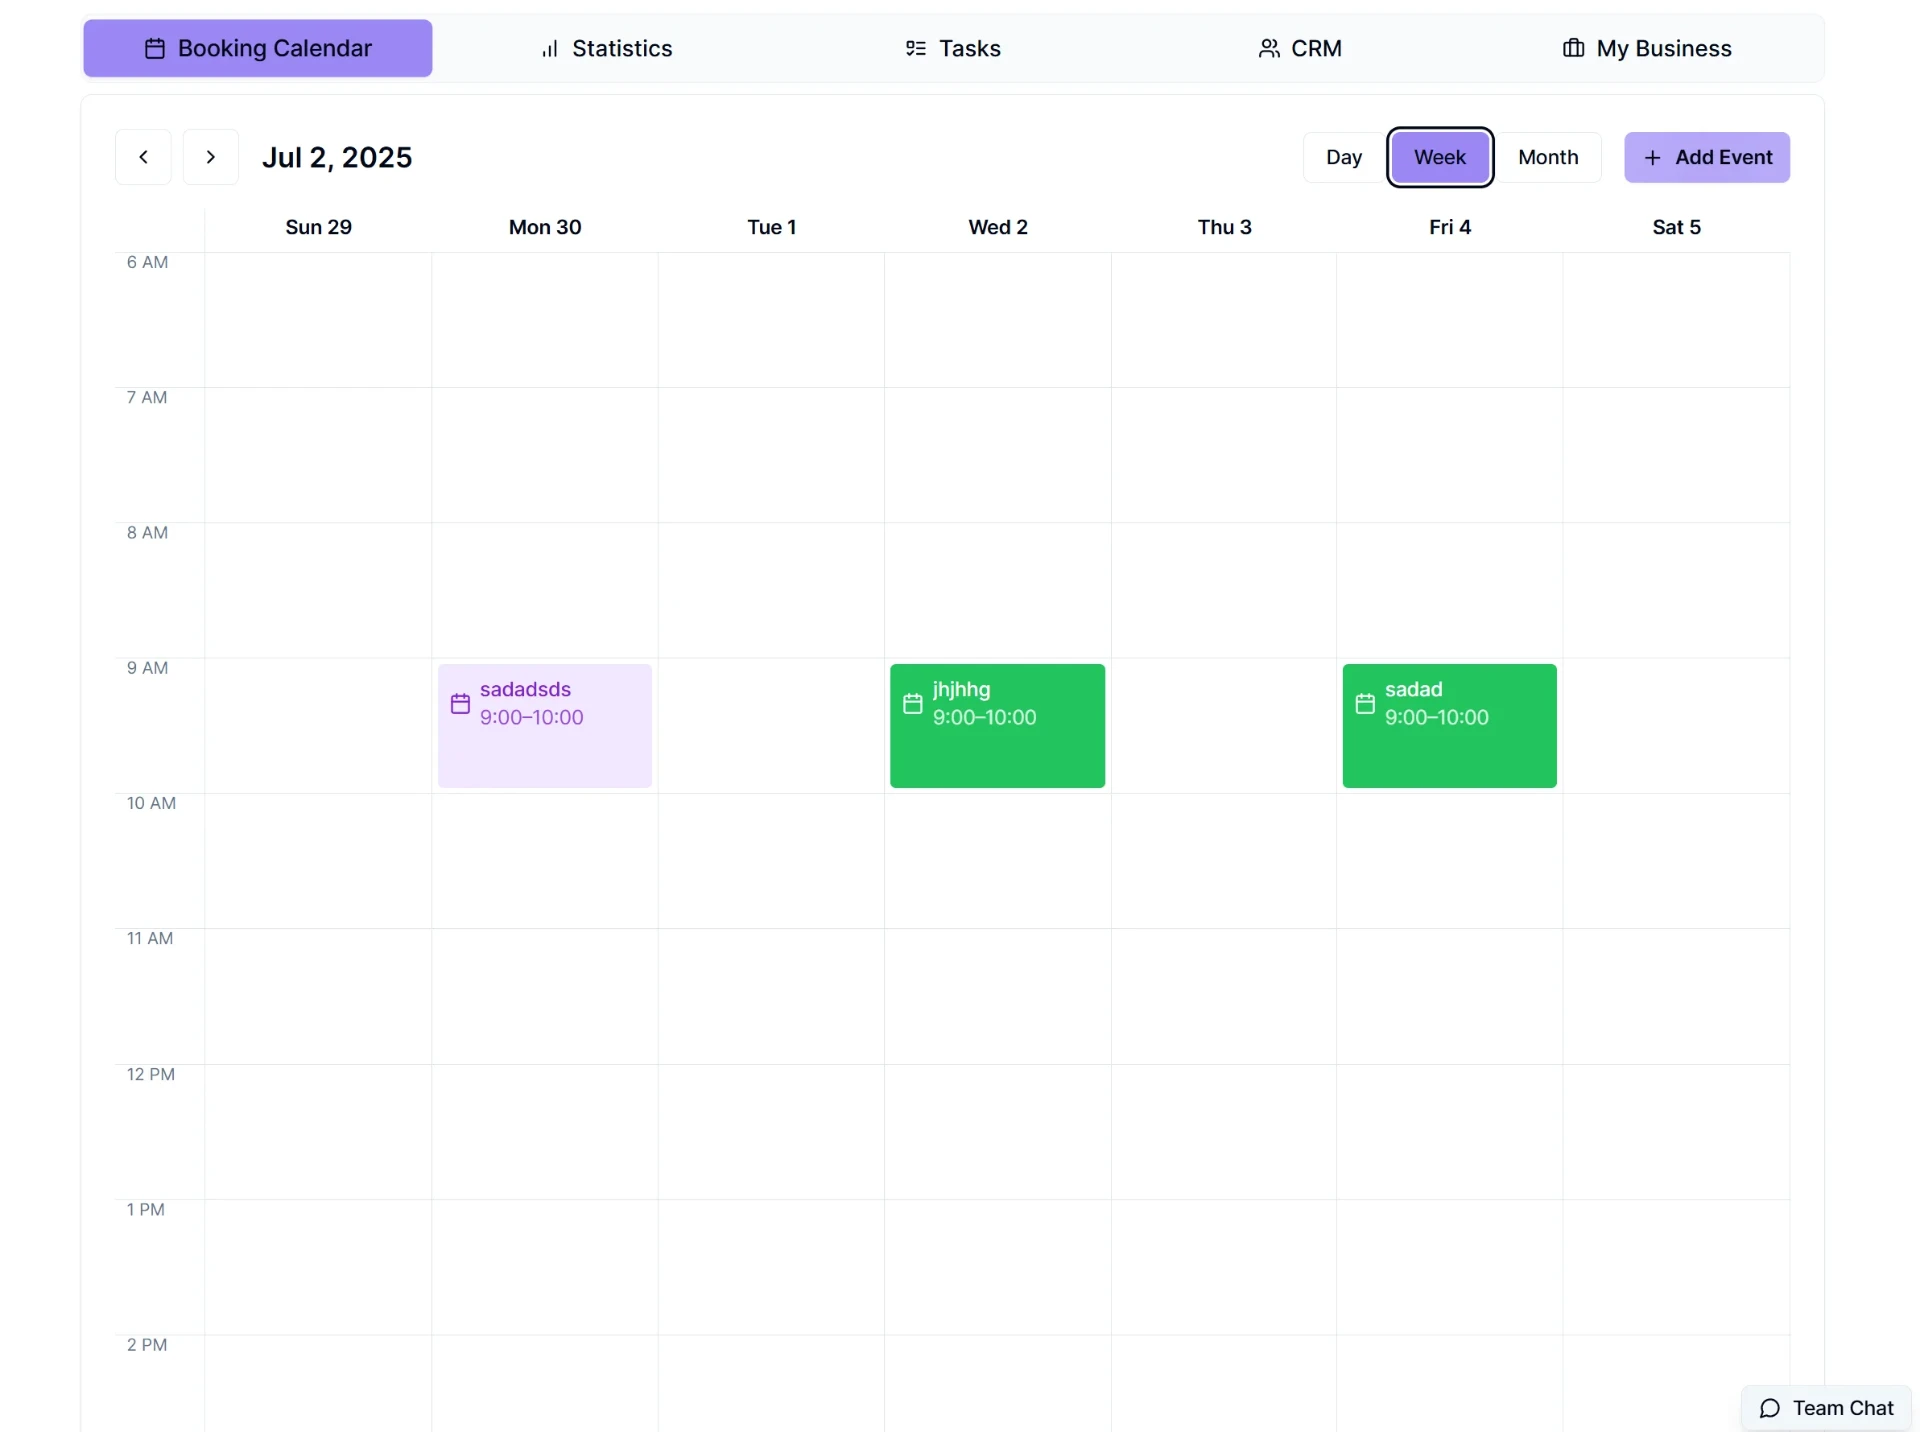 Booking Calendar
Statistics
Tasks
CRM
My Business
Jul 2, 2025
Day
Week
Month
Add Event
Sun 29
Mon 30
Tue 1
Wed 2
Thu 3
Fri 4
Sat 5
6 AM
7 AM
8 AM
9 AM
sadadsds
9:00–10:00
jhjhhg
9:00–10:00
sadad
9:00–10:00
10 AM
11 AM
12 PM
1 PM
2 PM
Team Chat